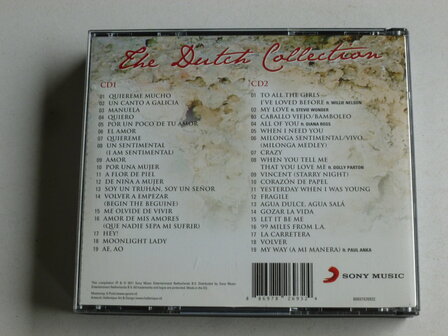 The Dutch Collection
CD1
01 QUIEREME MUCHO
02 UN CANTO A GALICIA
03 MANUELA
04 QUIERO
05 POR UN POCO DE TU AMOR
06 EL AMOR
07 QUIEREME
08 UN SENTIMENTAL
(I AM SENTIMENTAL)
09 AMOR
10 POR UNA MUJER
11 A FLOR DE PIEL
12 DE NIÑA A MUJER
13 SOY UN TRUHÁN, SOY UN SEÑOR
14 VOLVER A EMPEZAR
(BEGIN THE BEGUINE)
15 ME OLVIDE DE VIVIR
16 AMOR DE MIS AMORES
(QUE NADIE SEPA MI SUFRIR)
17 HEY!
18 MOONLIGHT LADY
19 AE, AO
CD2
01 TO ALL THE GIRLS
I'VE LOVED BEFORE ft. WILLIE NELSON
02 MY LOVE ft. STEVIE WONDER
03 CABALLO VIEJO/BAMBOLEO
04 ALL OF YOU ft. DIANA ROSS
05 WHEN I NEED YOU
06 MILONGA SENTIMENTAL/VIVO
(MILONGA MEDLEY)
07 CRAZY
08 WHEN YOU TELL ME
THAT YOU LOVE ME ft. DOLLY PARTON
09 VINCENT (STARRY NIGHT)
10 CORAZÓN DE PAPEL
11 YESTERDAY WHEN I WAS YOUNG
12 FRAGILE
13 AGUA DULCE, AGUA SALÁ
14 GOZAR LA VIDA
15 LET IT BE ME
16 99 MILES FROM L.A.
17 LA CARRETERA
18 VOLVER
19 MY WAY (A MI MANERA) ft. PAUL ANKA
SONY MUSIC